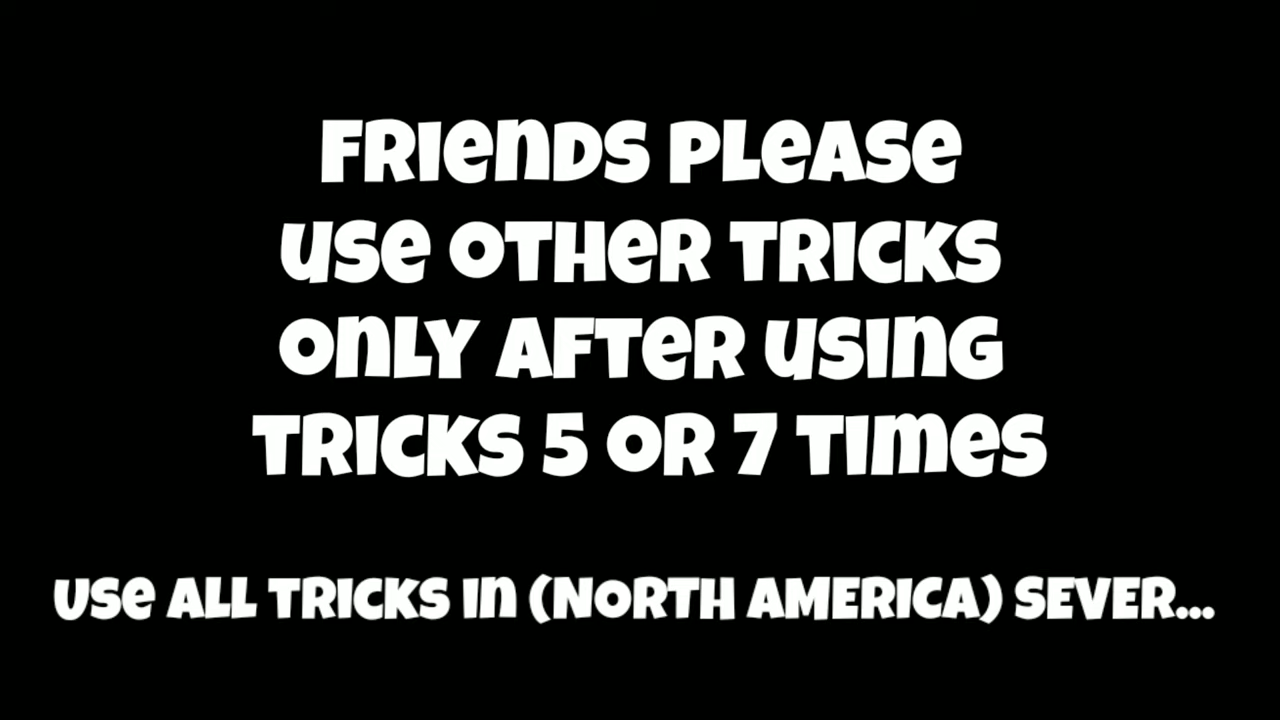 FRIenDS PLeASe
use OTHeR TRICKS
OnLY AFTeR usInG
TRICKS 5 OR 7 TImeS
use ALL TRICKS In (NORTH AMERICA) SEVER...